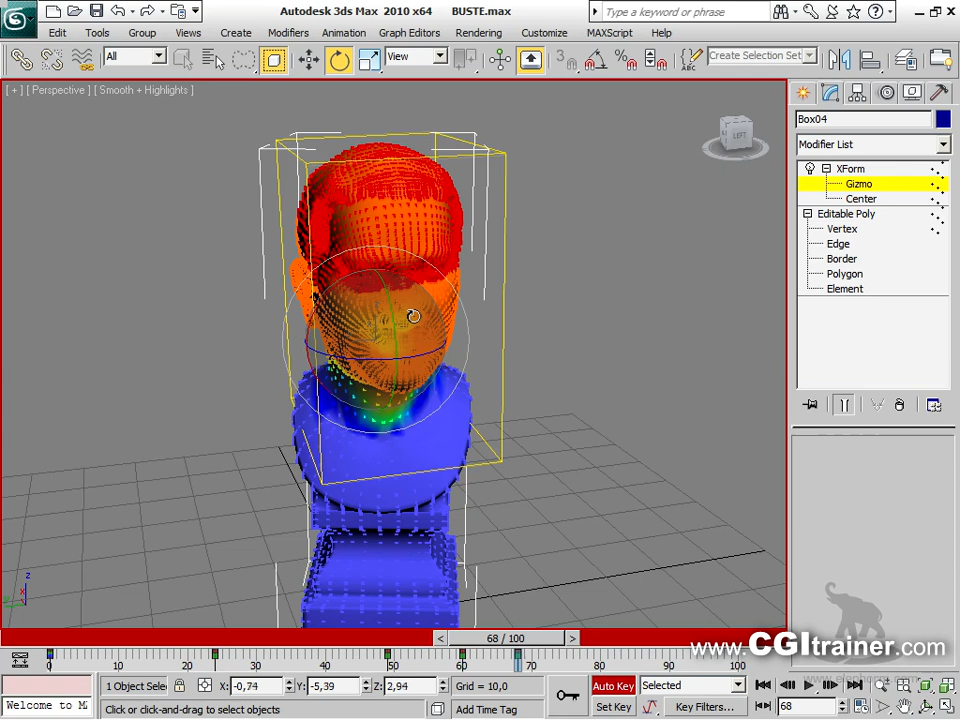 Autodesk 3ds Max 2010 x64 BUSTE.max
Type a keyword or phrase
Edit Tools Group Views Create Modifiers Animation Graph Editors Rendering Customize MAXScript Help
All View 3 Create Selection Set
[ + ] [ Perspective ] [ Smooth + Highlights ]
LEFT
Box04
Modifier List
XForm
Gizmo
Center
Editable Poly
Vertex
Edge
Border
Polygon
Element
z
x
68 / 100
www.CGItrainer.com
0 10 20 30 40 50 60 70 80 90 100
1 Object Sele X: -0,74 Y: -5,39 Z: 2,94 Grid = 10,0 Auto Key Selected
Welcome to M Click or click-and-drag to select objects Add Time Tag Set Key Key Filters... 68